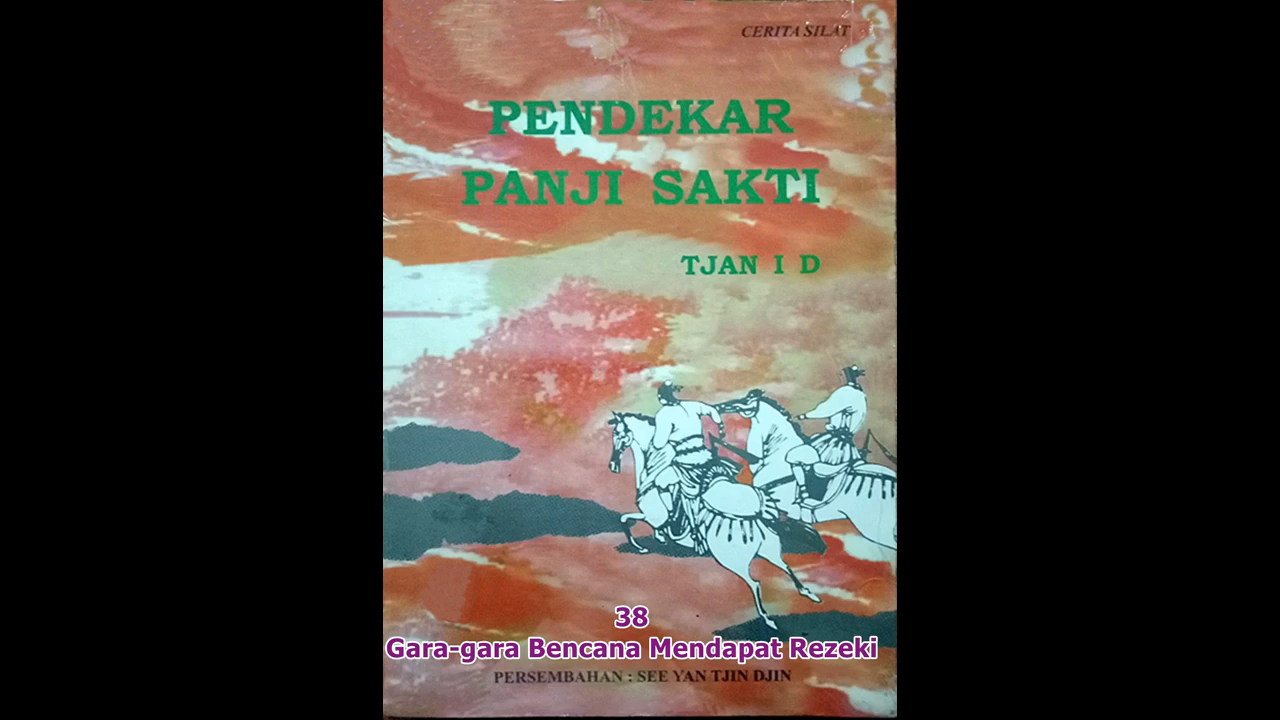 CERITA SILAT
PENDEKAR
PANJI SAKTI
TJAN I D
38
Gara-gara Bencana Mendapat Rezeki
PERSEMBAHAN : SEE YAN TJIN DJIN